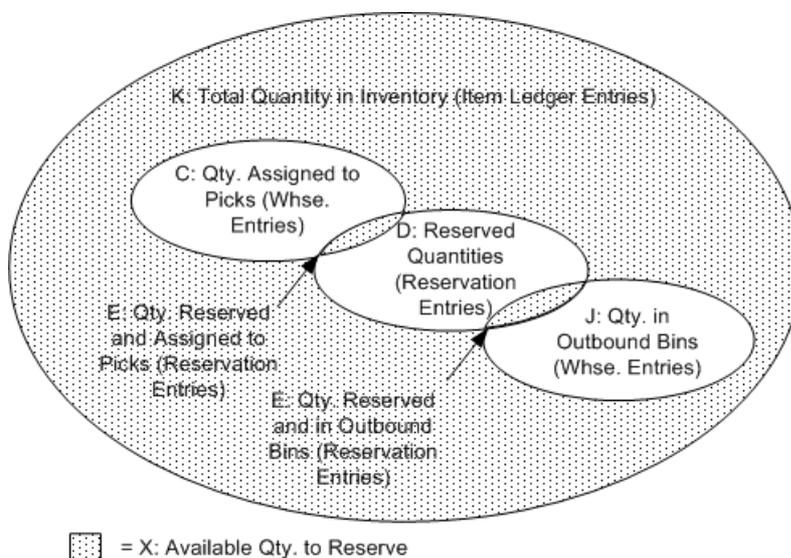 K: Total Quantity in Inventory (Item Ledger Entries)
C: Qty. Assigned to
Picks (Whse.
Entries)
D: Reserved
Quantities
(Reservation
Entries)
J: Qty. in
Outbound Bins
(Whse. Entries)
E: Qty. Reserved
and Assigned to
Picks (Reservation
Entries)
E: Qty. Reserved
and in Outbound
Bins (Reservation
Entries)
= X: Available Qty. to Reserve